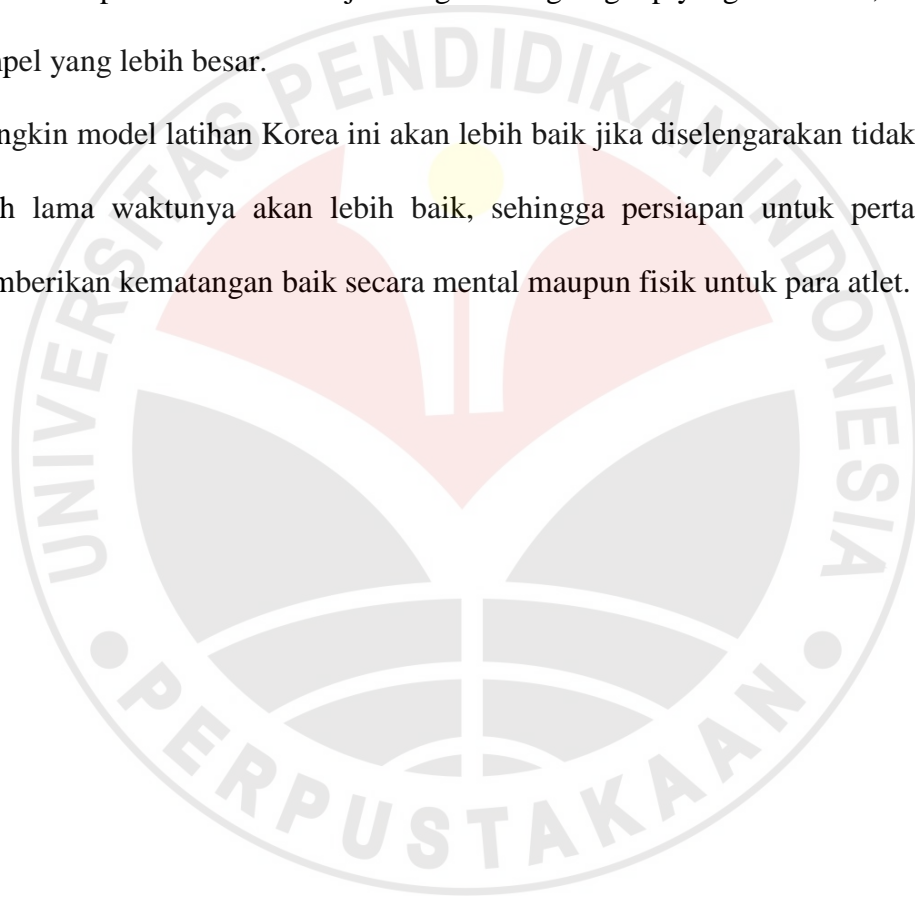 mpel yang lebih besar.
ngkin model latihan Korea ini akan lebih baik jika diselengarakan tidak
h lama waktunya akan lebih baik, sehingga persiapan untuk perta
mberikan kematangan baik secara mental maupun fisik untuk para atlet.
UNIVERSITAS PENDIDIKAN INDONESIA
PERPUSTAKAAN